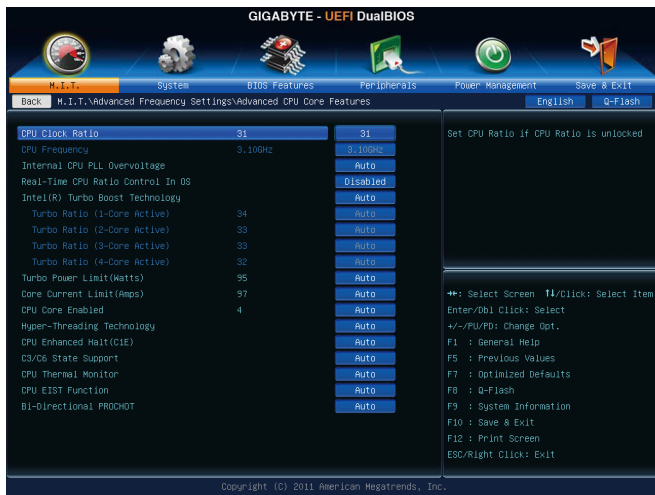 GIGABYTE - UEFI DualBIOS
M.I.T. System BIOS Features Peripherals Power Management Save & Exit
Back M.I.T.\Advanced Frequency Settings\Advanced CPU Core Features English Q-Flash
CPU Clock Ratio 31 31
CPU Frequency 3.10GHz 3.10GHz
Internal CPU PLL Overvoltage Auto
Real-Time CPU Ratio Control In OS Disabled
Intel(R) Turbo Boost Technology Auto
Turbo Ratio (1-Core Active) 34 Auto
Turbo Ratio (2-Core Active) 33 Auto
Turbo Ratio (3-Core Active) 33 Auto
Turbo Ratio (4-Core Active) 32 Auto
Turbo Power Limit(Watts) 95 Auto
Core Current Limit(Amps) 97 Auto
CPU Core Enabled 4 Auto
Hyper-Threading Technology Auto
CPU Enhanced Halt(C1E) Auto
C3/C6 State Support Auto
CPU Thermal Monitor Auto
CPU EIST Function Auto
Bi-Directional PROCHOT Auto
Set CPU Ratio if CPU Ratio is unlocked
→←: Select Screen ↑↓/Click: Select Item
Enter/Dbl Click: Select
+/-/PU/PD: Change Opt.
F1 : General Help
F5 : Previous Values
F7 : Optimized Defaults
F8 : Q-Flash
F9 : System Information
F10 : Save & Exit
F12 : Print Screen
ESC/Right Click: Exit
Copyright (C) 2011 American Megatrends, Inc.